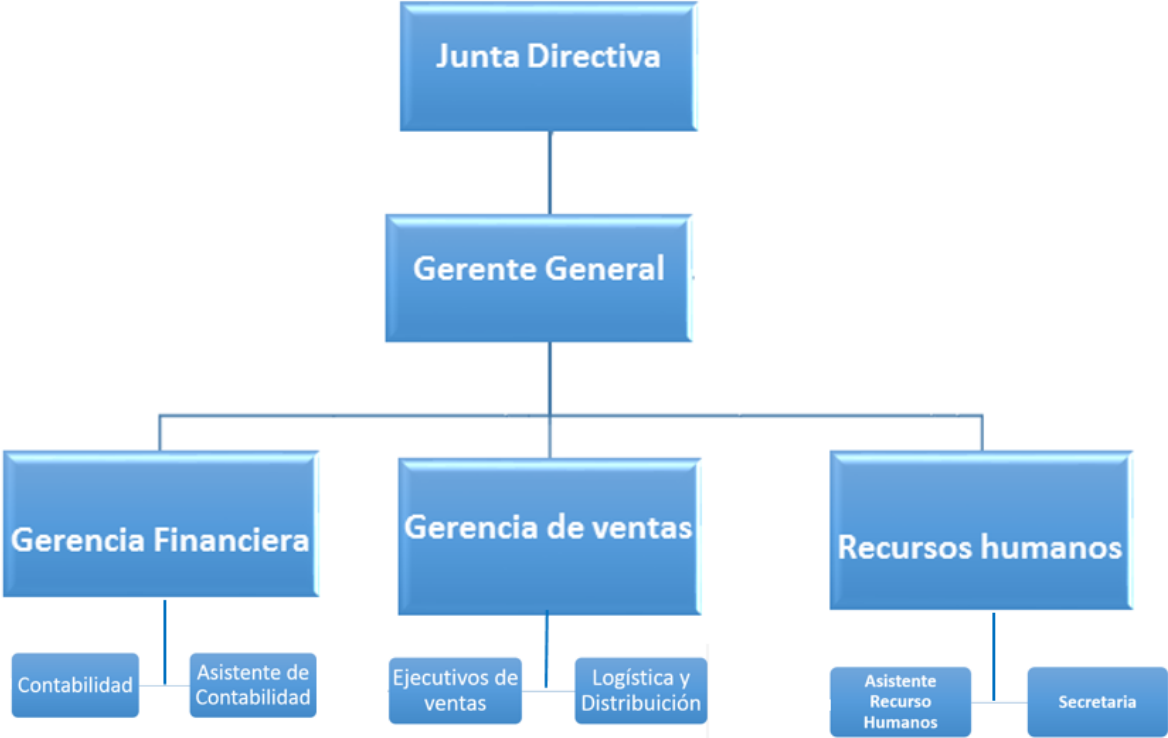 Junta Directiva
Gerente General
Gerencia Financiera
Gerencia de ventas
Recursos humanos
Contabilidad
Asistente de
Contabilidad
Ejecutivos de
ventas
Logística y
Distribuición
Asistente
Recurso
Humanos
Secretaria